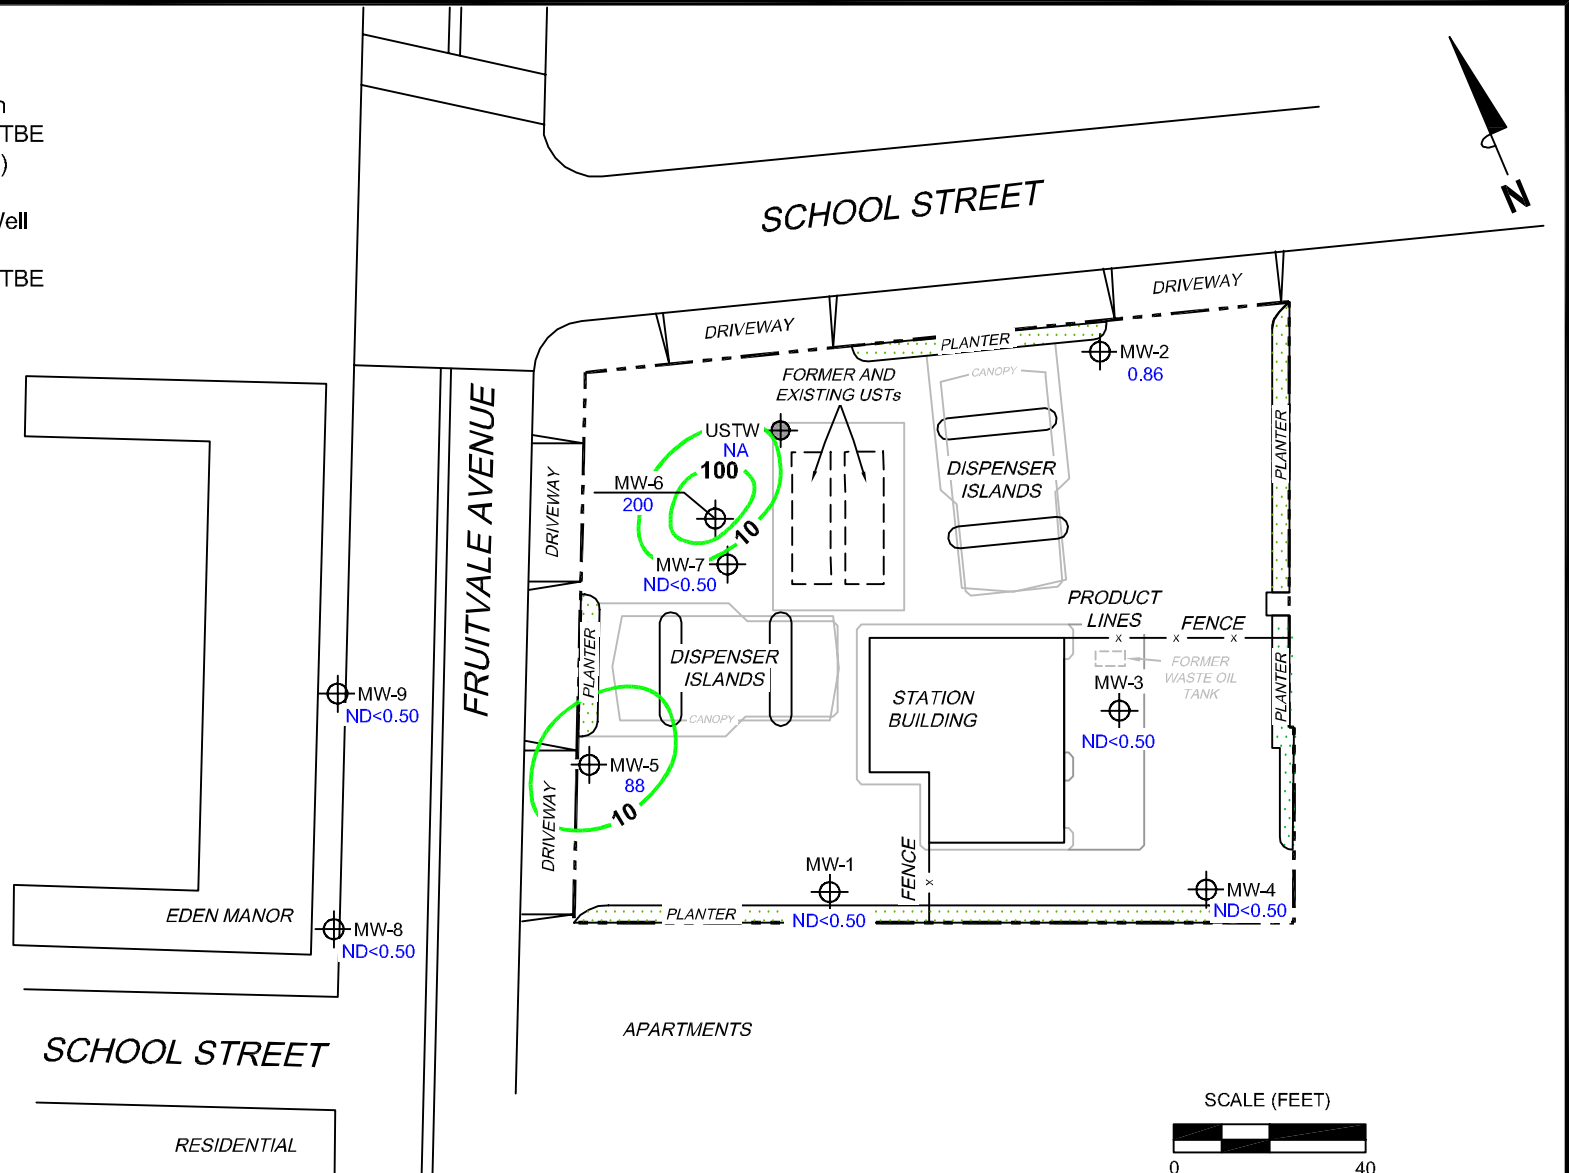 TBE
)
TBE
N
SCHOOL STREET
DRIVEWAY
DRIVEWAY
PLANTER
MW-2
0.86
FORMER AND
EXISTING USTs
CANOPY
USTW
NA
100
MW-6
200
10
MW-7
ND<0.50
DISPENSER
ISLANDS
PLANTER
DRIVEWAY
FRUITVALE AVENUE
PRODUCT
LINES
FENCE
x x x
FORMER
WASTE OIL
TANK
PLANTER
DISPENSER
ISLANDS
CANOPY
PLANTER
STATION
BUILDING
MW-3
ND<0.50
MW-9
ND<0.50
MW-5
88
10
DRIVEWAY
MW-1
ND<0.50
FENCE
x
MW-4
ND<0.50
PLANTER
EDEN MANOR
MW-8
ND<0.50
APARTMENTS
SCHOOL STREET
RESIDENTIAL
SCALE (FEET)
0 40